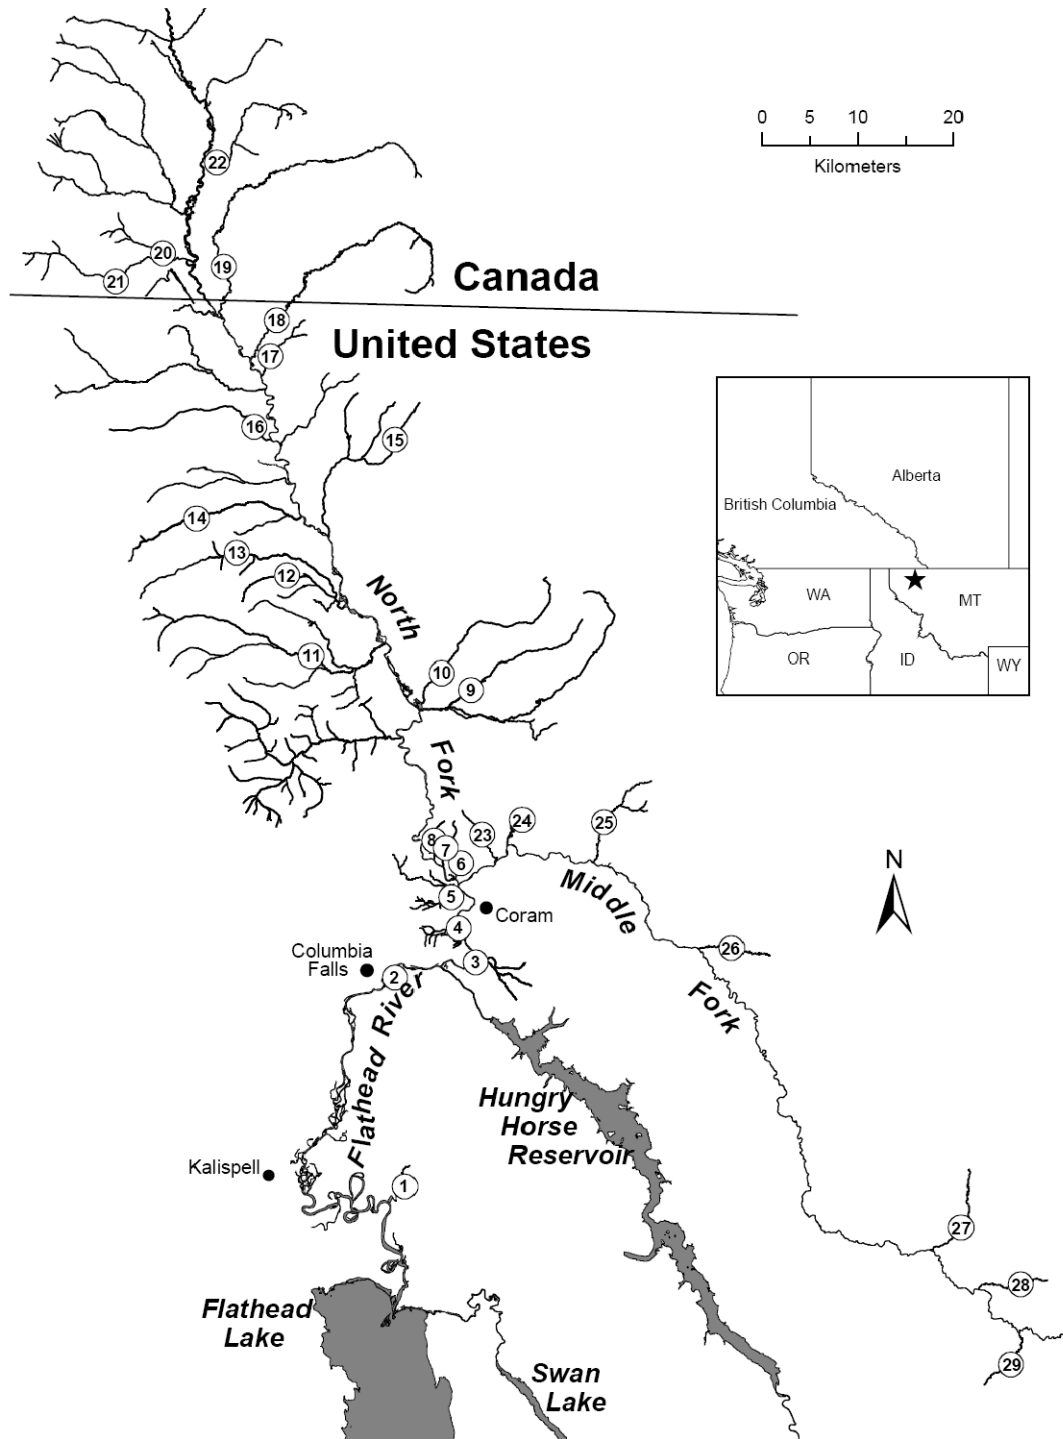 0 5 10 20
Kilometers
22
20
19
21
Canada
18
United States
17
16
15
14
13
12
11
10
9
North
Fork
British Columbia
Alberta
WA
MT
OR
ID
WY
8
7
6
23
24
25
Middle
Fork
5
Coram
4
3
26
N
Columbia
Falls
2
Flathead River
Hungry
Horse
Reservoir
Kalispell
1
27
28
29
Flathead
Lake
Swan
Lake